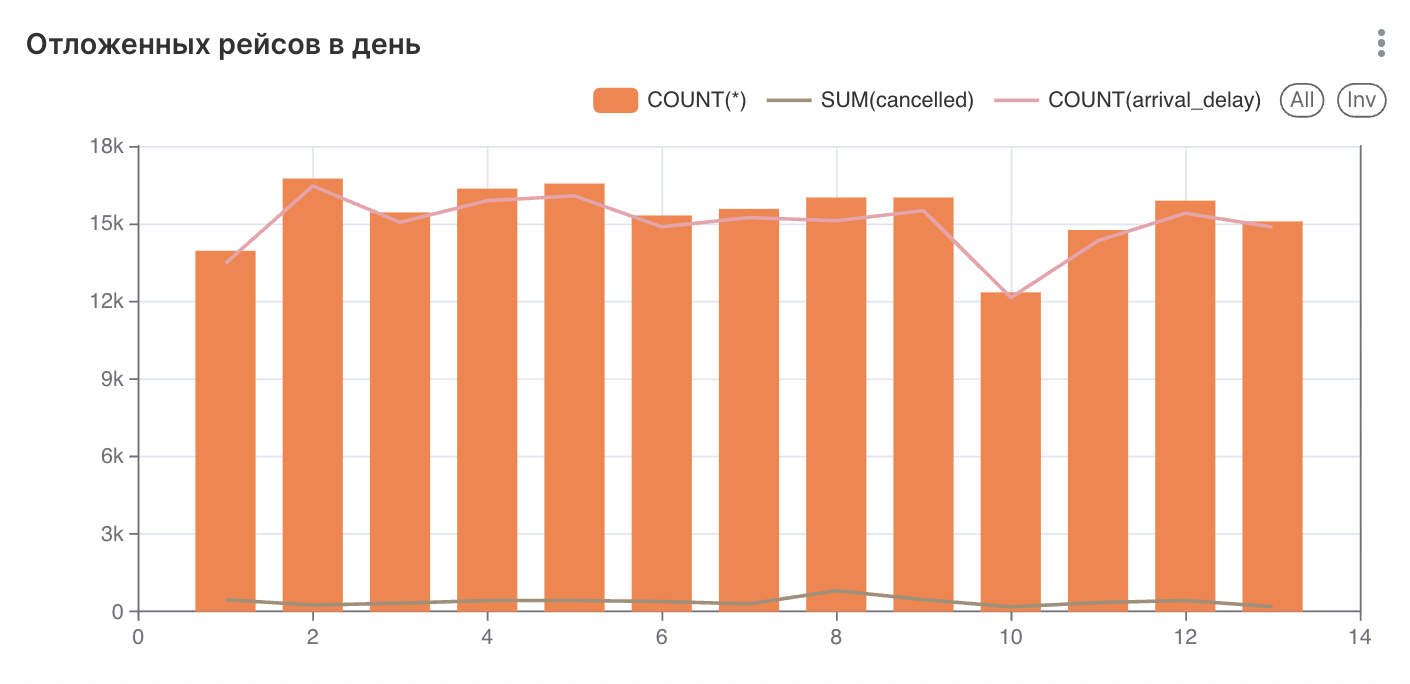 Отложенных рейсов в день
COUNT(*) SUM(cancelled) COUNT(arrival_delay) All Inv
18k
15k
12k
9k
6k
3k
0
0 2 4 6 8 10 12 14